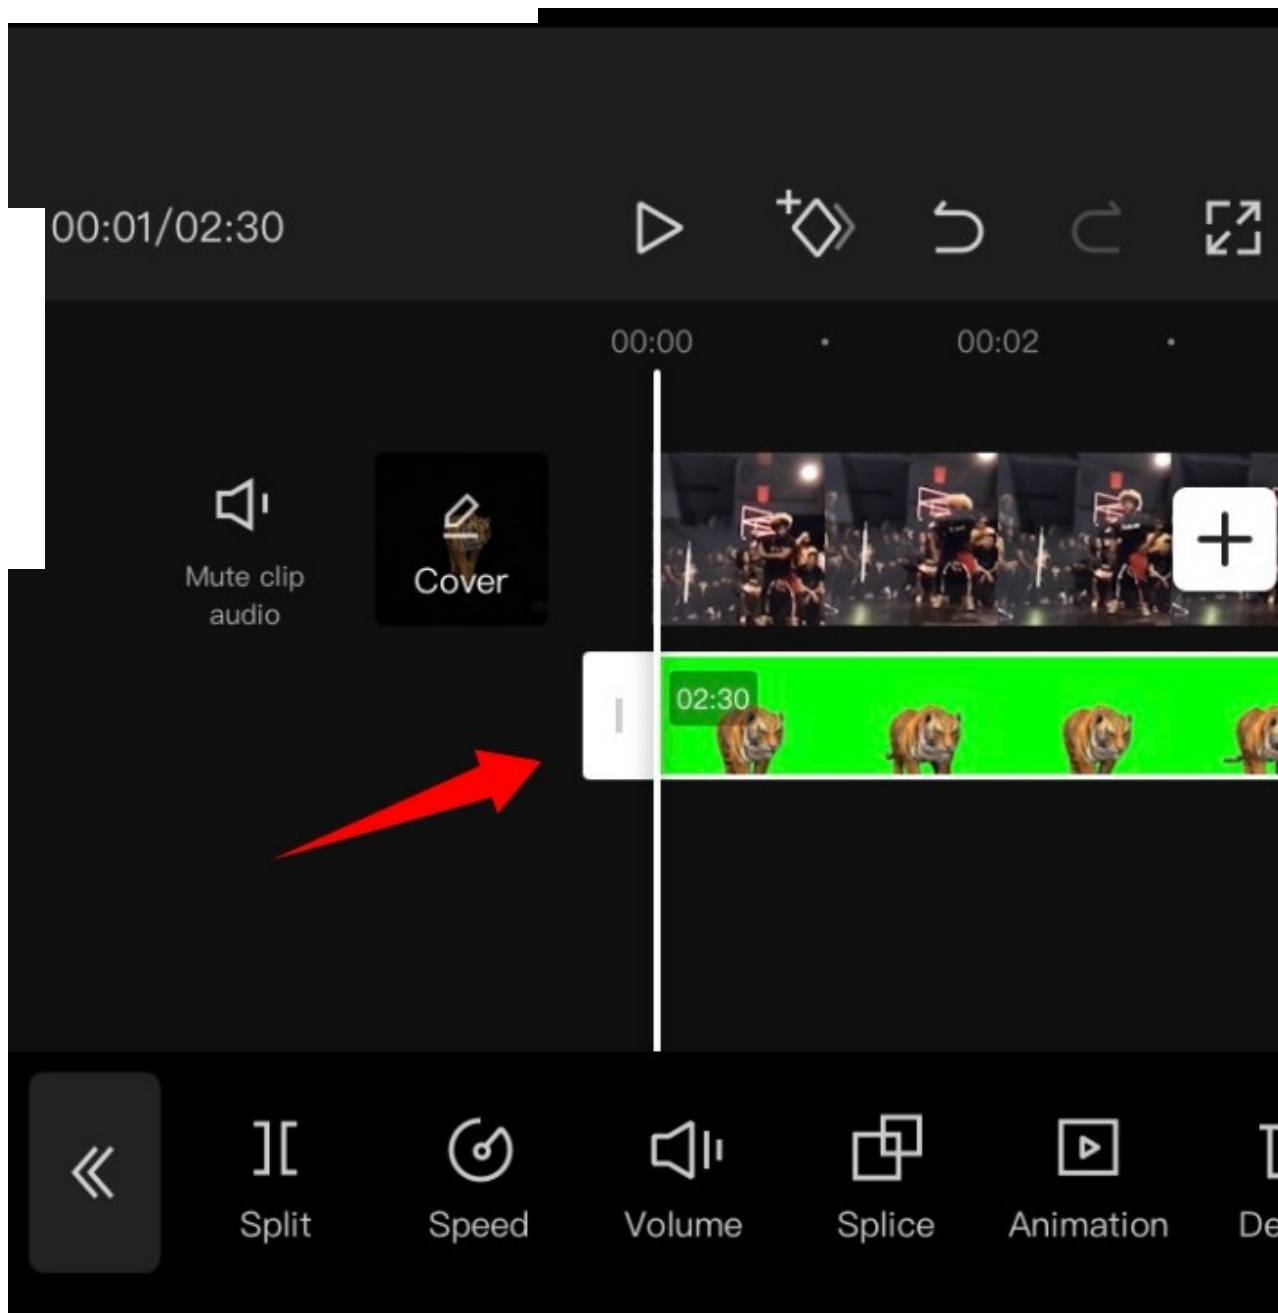 00:01/02:30
00:00
00:02
Mute clip
audio
Cover
02:30
Split
Speed
Volume
Splice
Animation
De